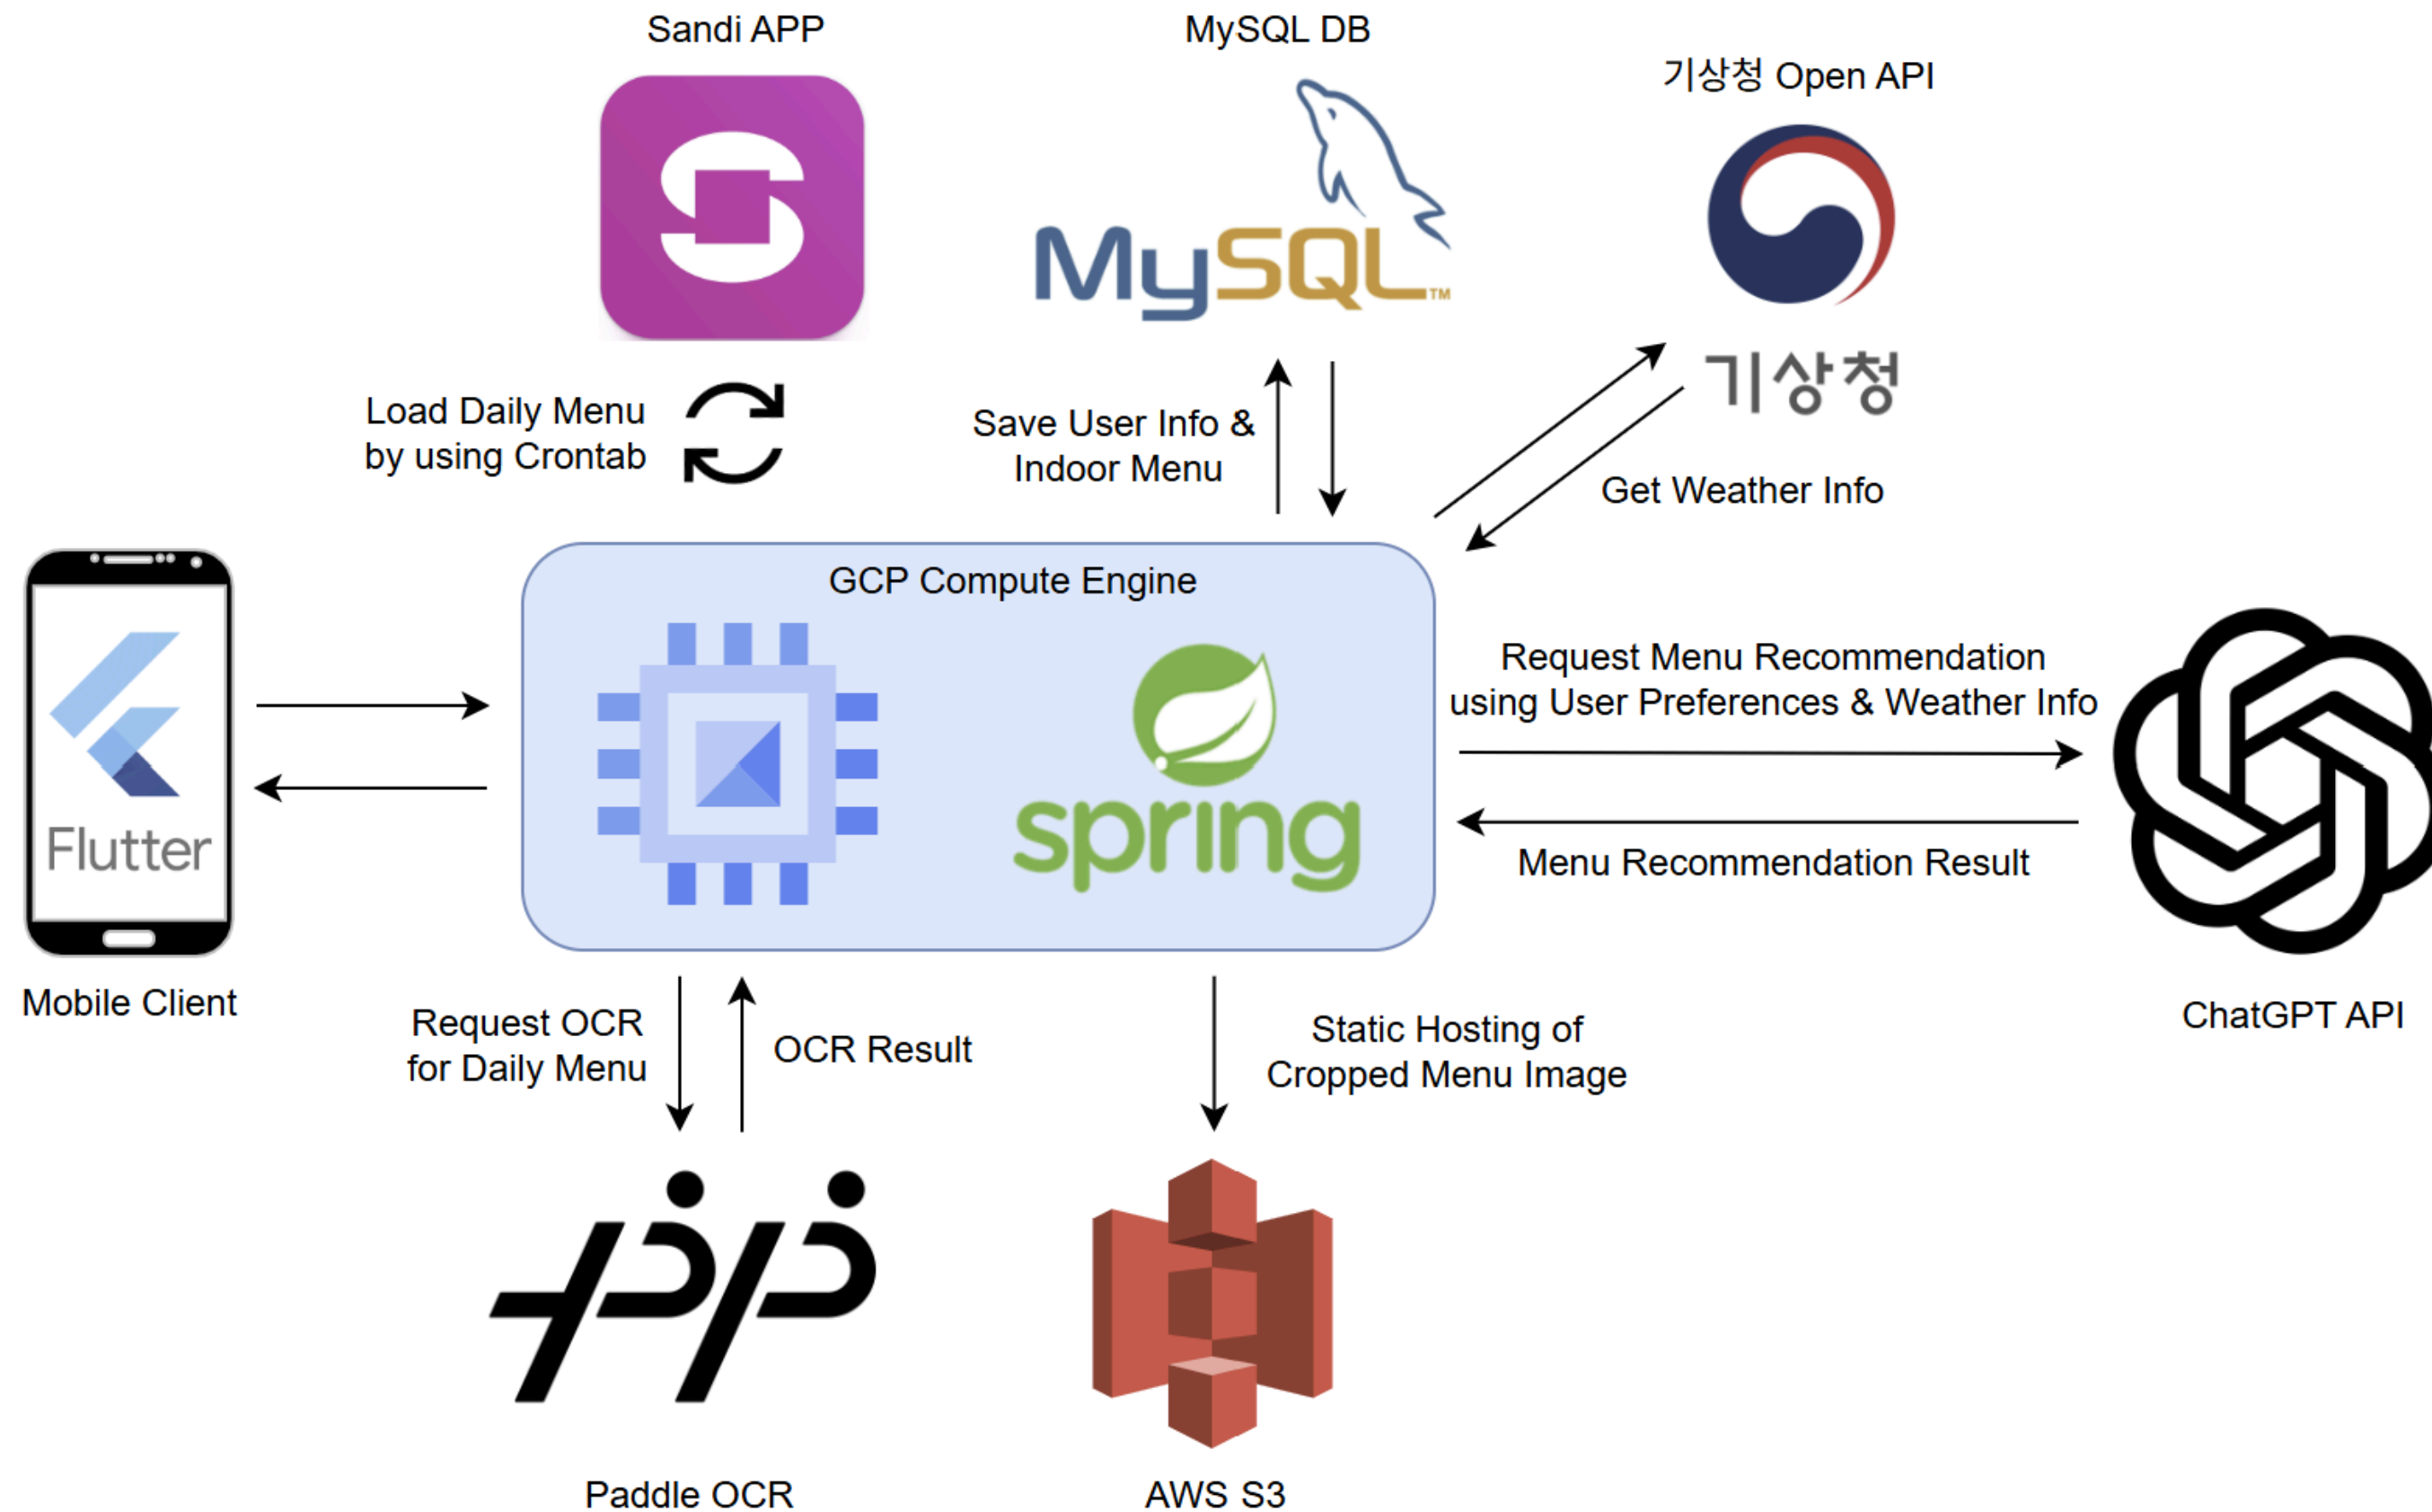 Sandi APP
MySQL DB
기상청 Open API
MySQL™
기상청
Load Daily Menu
by using Crontab
Save User Info &
Indoor Menu
Get Weather Info
GCP Compute Engine
Flutter
spring
Request Menu Recommendation
using User Preferences & Weather Info
Menu Recommendation Result
Mobile Client
ChatGPT API
Request OCR
for Daily Menu
OCR Result
Static Hosting of
Cropped Menu Image
Paddle OCR
AWS S3